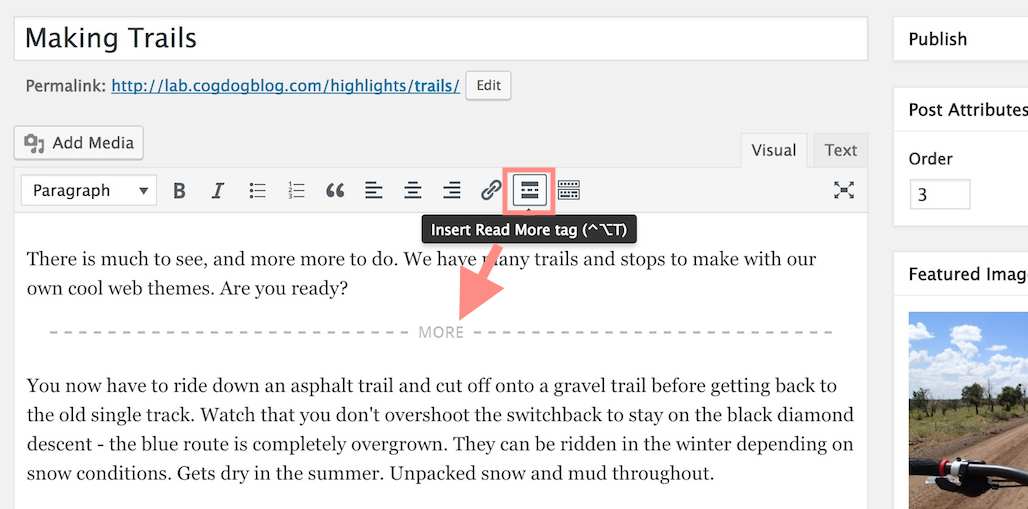 Making Trails
Publish
Permalink: http://lab.cogdogblog.com/highlights/trails/ Edit
Post Attributes
Add Media
Visual Text
Order
Paragraph B I
3
Insert Read More tag (^⌥T)
There is much to see, and more more to do. We have many trails and stops to make with our
own cool web themes. Are you ready?
Featured Imag
MORE
You now have to ride down an asphalt trail and cut off onto a gravel trail before getting back to
the old single track. Watch that you don't overshoot the switchback to stay on the black diamond
descent - the blue route is completely overgrown. They can be ridden in the winter depending on
snow conditions. Gets dry in the summer. Unpacked snow and mud throughout.